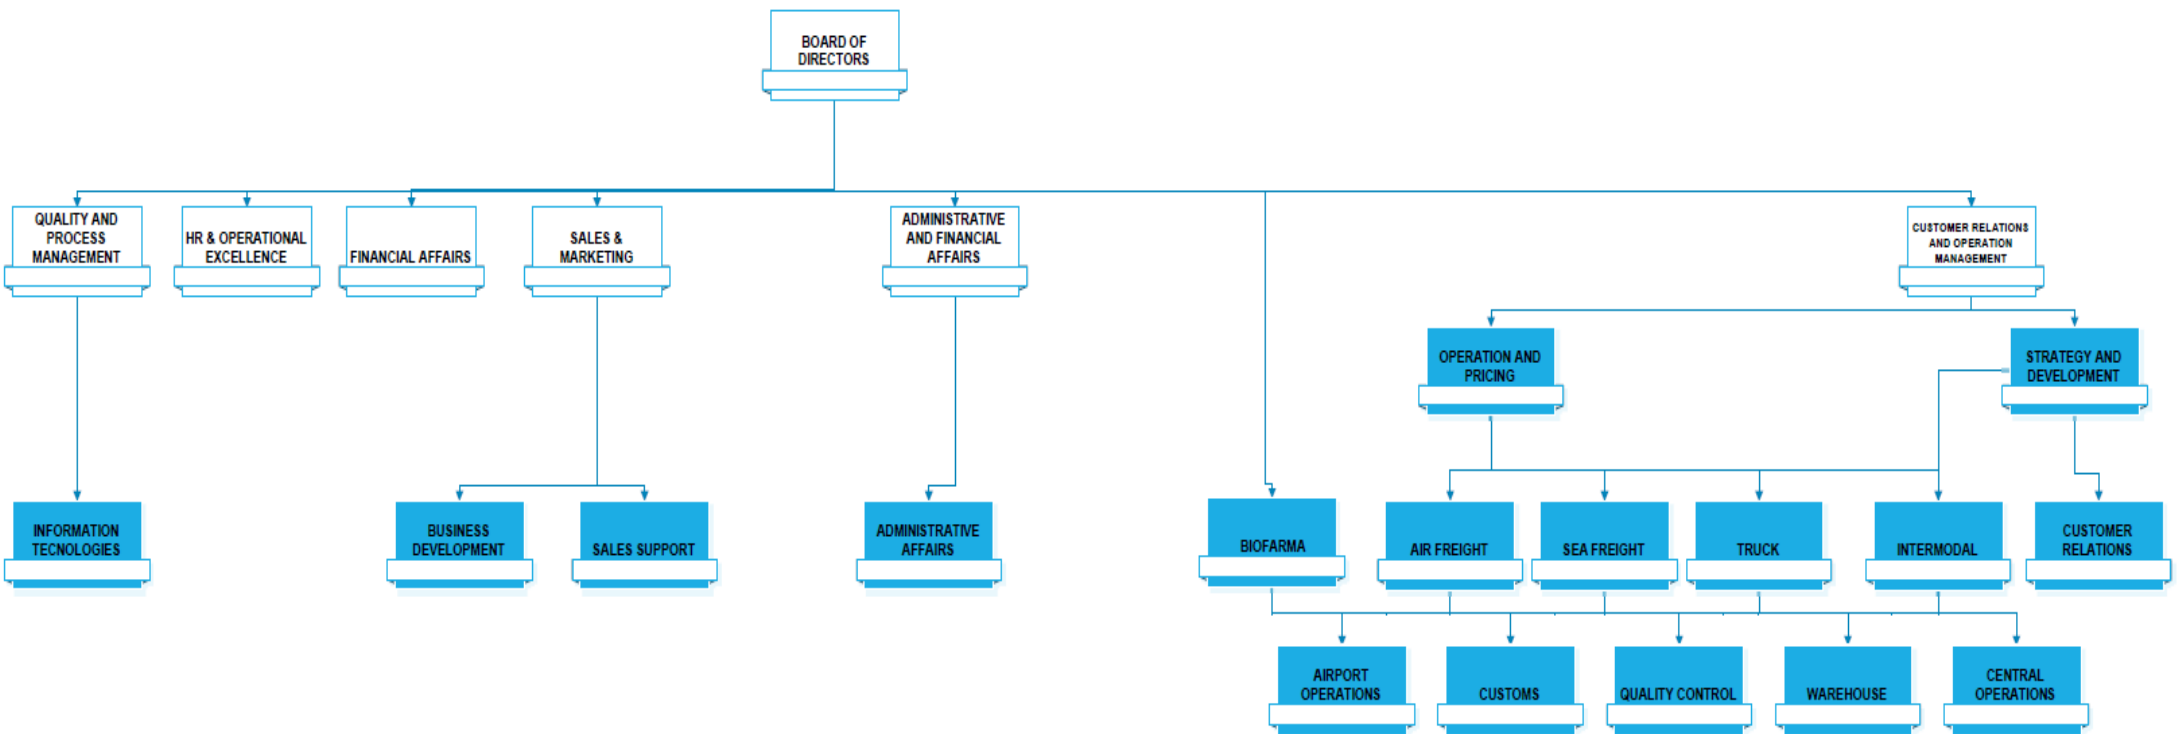 BOARD OF
DIRECTORS
QUALITY AND
PROCESS
MANAGEMENT
HR & OPERATIONAL
EXCELLENCE
FINANCIAL AFFAIRS
SALES &
MARKETING
ADMINISTRATIVE
AND FINANCIAL
AFFAIRS
CUSTOMER RELATIONS
AND OPERATION
MANAGEMENT
OPERATION AND
PRICING
STRATEGY AND
DEVELOPMENT
INFORMATION
TECNOLOGIES
BUSINESS
DEVELOPMENT
SALES SUPPORT
ADMINISTRATIVE
AFFAIRS
BIOFARMA
AIR FREIGHT
SEA FREIGHT
TRUCK
INTERMODAL
CUSTOMER
RELATIONS
AIRPORT
OPERATIONS
CUSTOMS
QUALITY CONTROL
WAREHOUSE
CENTRAL
OPERATIONS